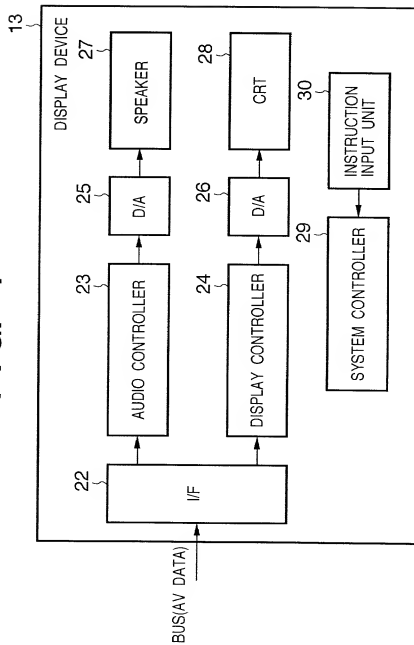 13
DISPLAY DEVICE
27
SPEAKER
25
D/A
23
AUDIO CONTROLLER
22
I/F
BUS(AV DATA)
28
CRT
26
D/A
24
DISPLAY CONTROLLER
30
INSTRUCTION
INPUT UNIT
29
SYSTEM CONTROLLER